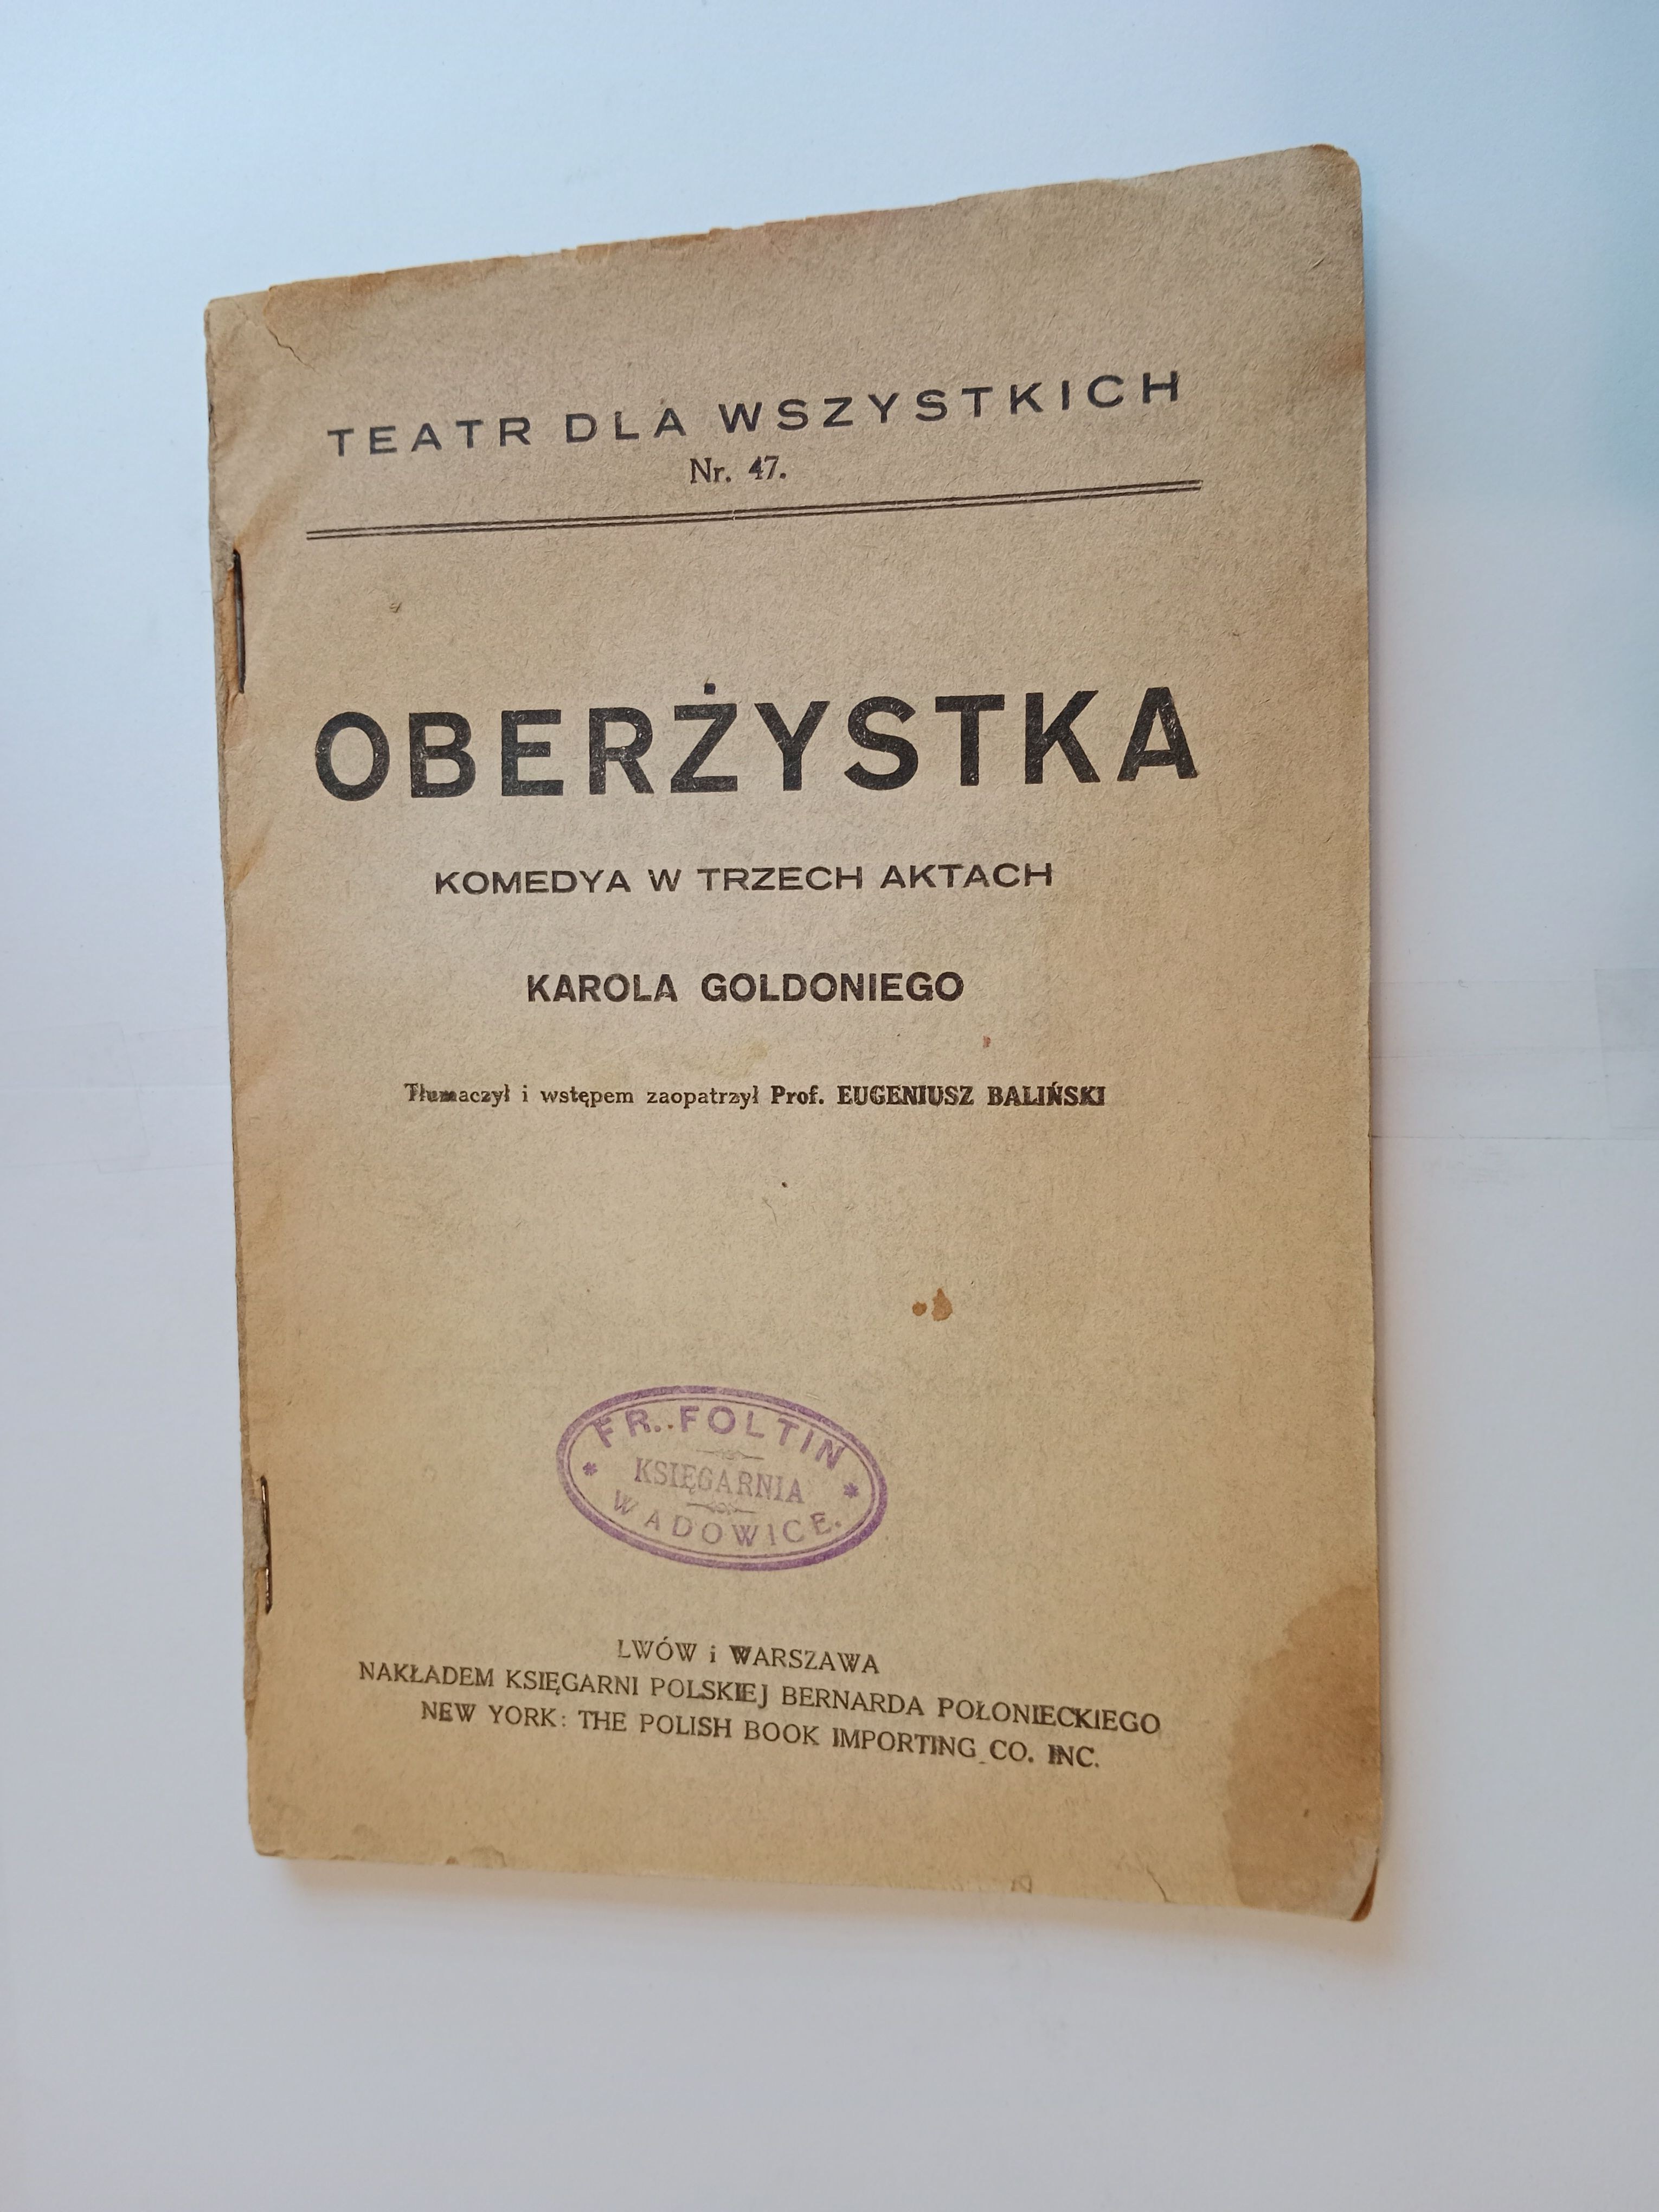 TEATR DLA WSZYSTKICH
Nr. 47.
OBERŻYSTKA
KOMEDYA W TRZECH AKTACH
KAROLA GOLDONIEGO
Tłumaczył i wstępem zaopatrzył Prof. EUGENIUSZ BALIŃSKI
FR. FOLTIN
KSIĘGARNIA
WADOWICE.
LWÓW i WARSZAWA
NAKŁADEM KSIĘGARNI POLSKIEJ BERNARDA POŁONIECKIEGO
NEW YORK: THE POLISH BOOK IMPORTING CO. INC.